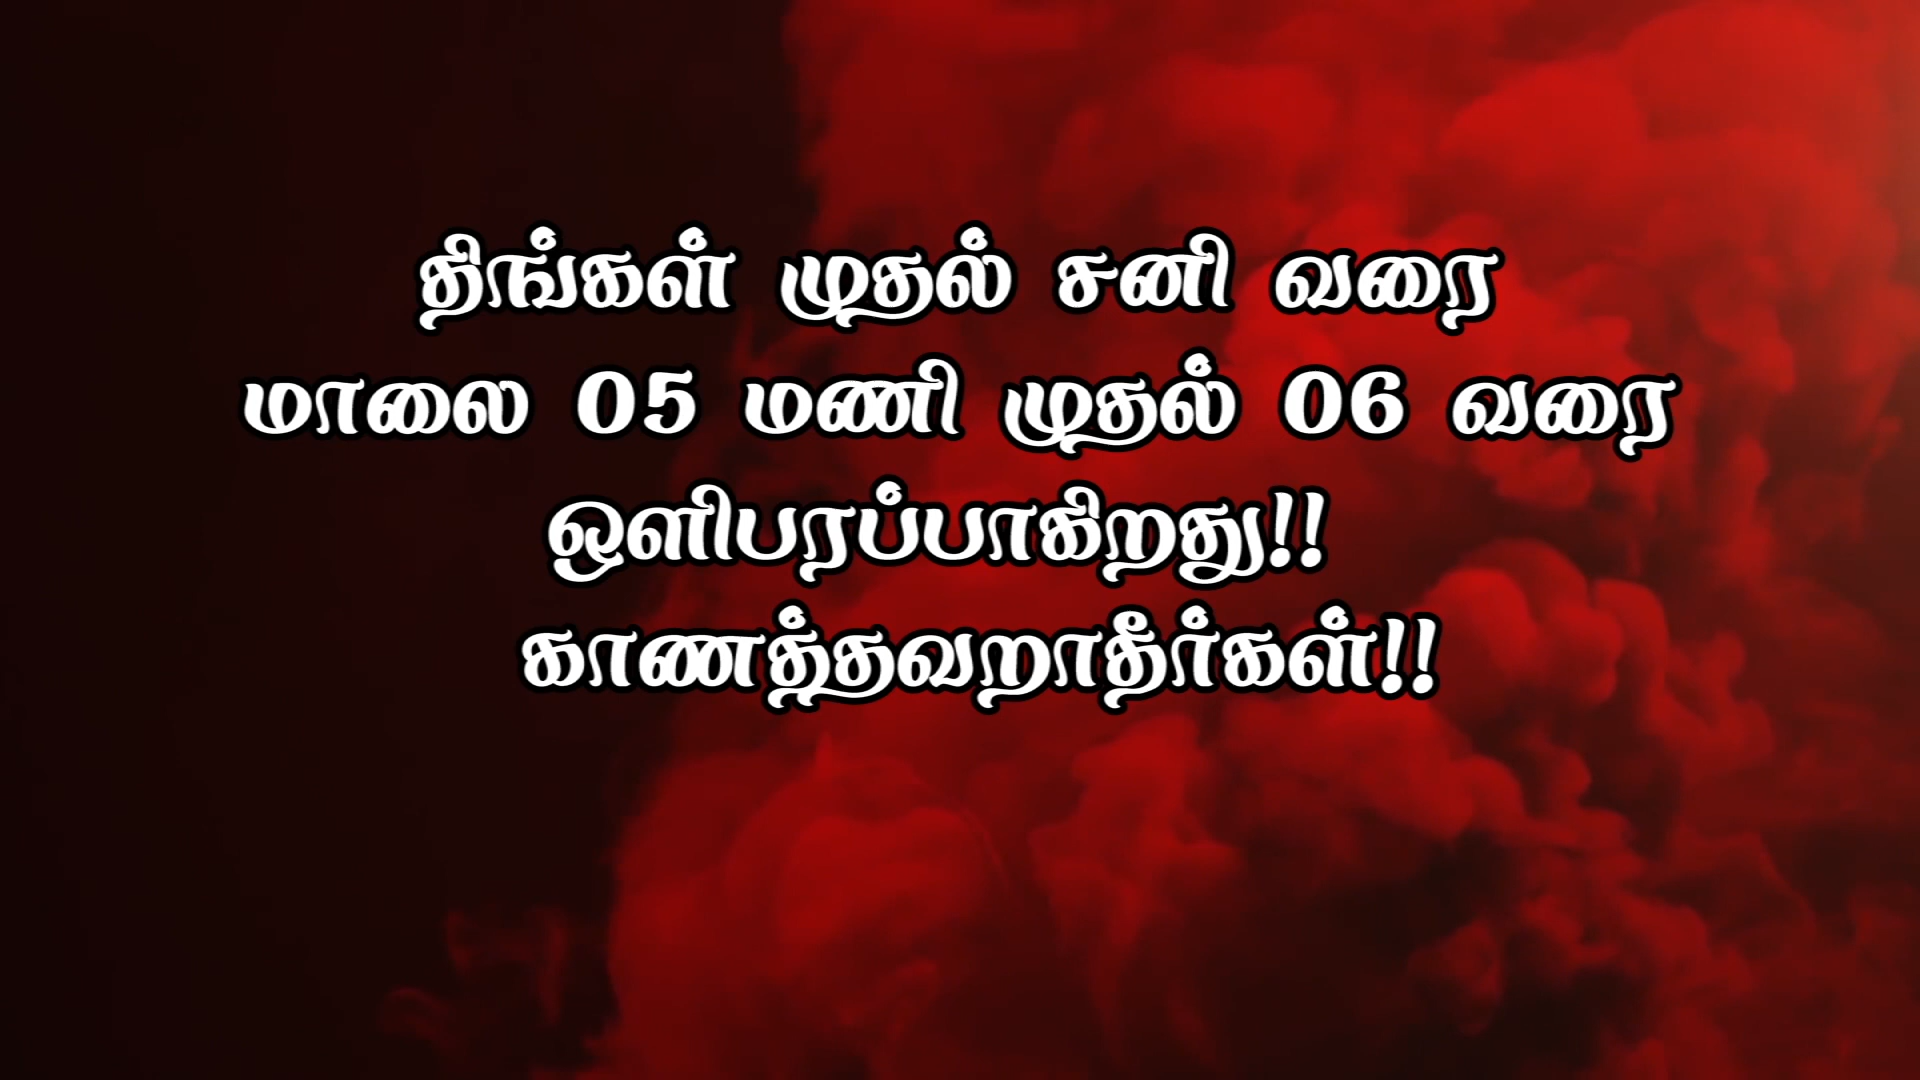 திங்கள் முதல் சனி வரை
மாலை 05 மணி முதல் 06 வரை
ஒளிபரப்பாகிறது!!
காணத்தவறாதீர்கள்!!